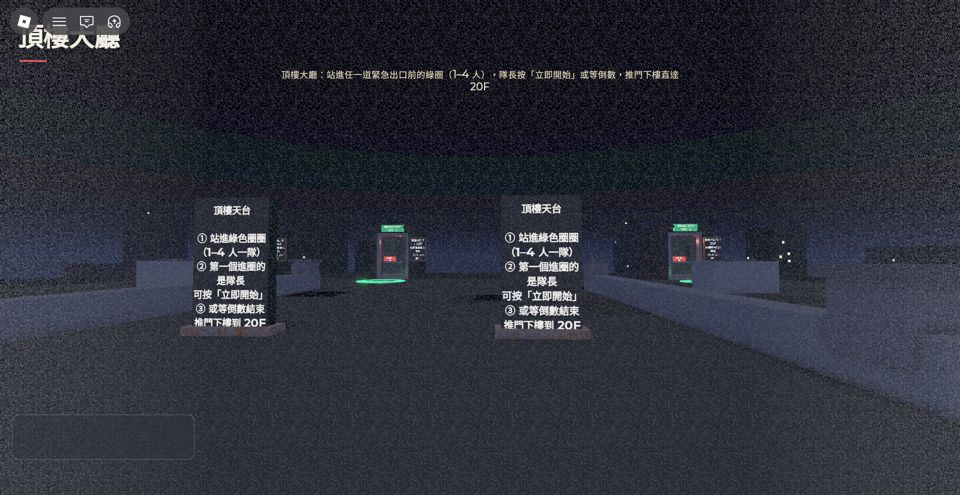 頂樓大廳
頂樓大廳：站進任一道緊急出口前的綠圈（1–4 人），隊長按「立即開始」或等倒數，推門下樓直達
20F
頂樓天台
① 站進綠色圈圈
（1–4 人一隊）
② 第一個進圈的
是隊長
可按「立即開始」
③ 或等倒數結束
推門下樓到 20F
頂樓天台
① 站進綠色圈圈
（1–4 人一隊）
② 第一個進圈的
是隊長
可按「立即開始」
③ 或等倒數結束
推門下樓到 20F